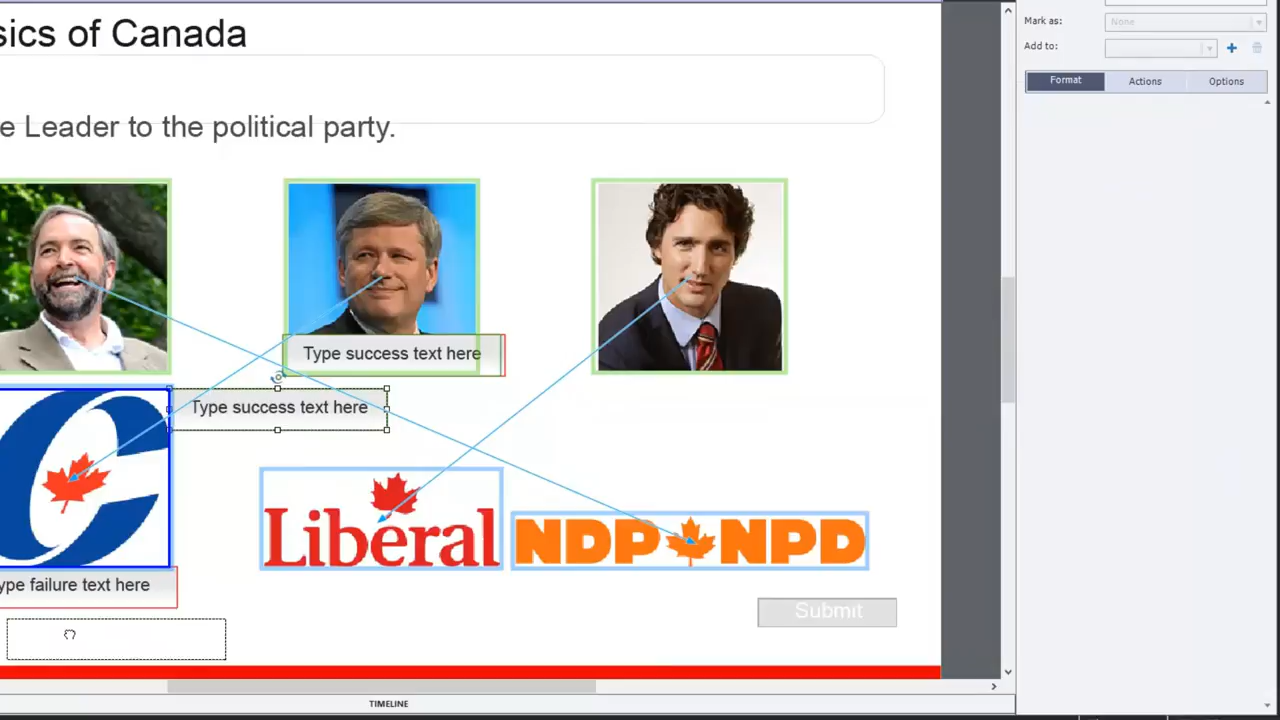 sics of Canada
Mark as:
None
Add to:
Format
Actions
Options
e Leader to the political party.
Type success text here
Type success text here
Liberal
NDP NPD
ype failure text here
Submit
TIMELINE